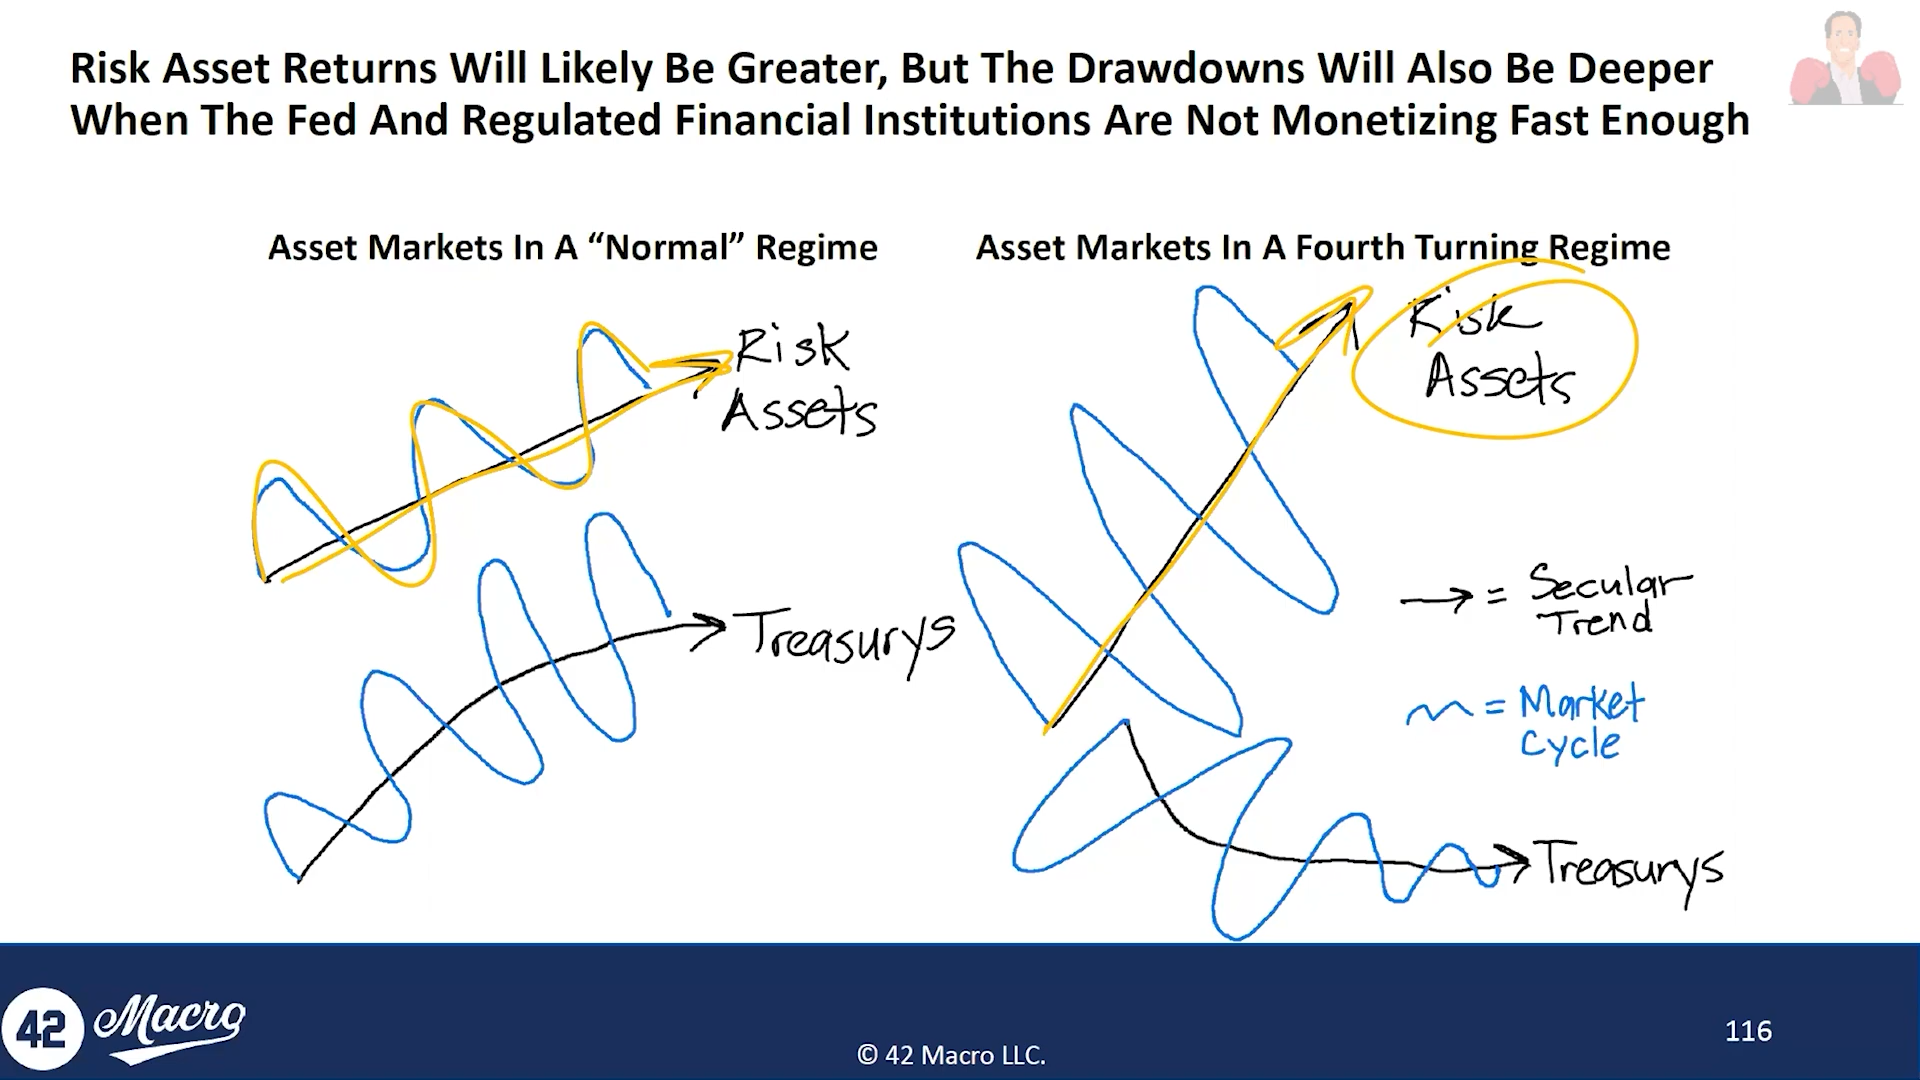 Risk Asset Returns Will Likely Be Greater, But The Drawdowns Will Also Be Deeper
When The Fed And Regulated Financial Institutions Are Not Monetizing Fast Enough
Asset Markets In A “Normal” Regime
Risk
Assets
Treasurys
Asset Markets In A Fourth Turning Regime
Risk
Assets
= Secular
Trend
= Market
Cycle
Treasurys
42 Macro
© 42 Macro LLC.
116